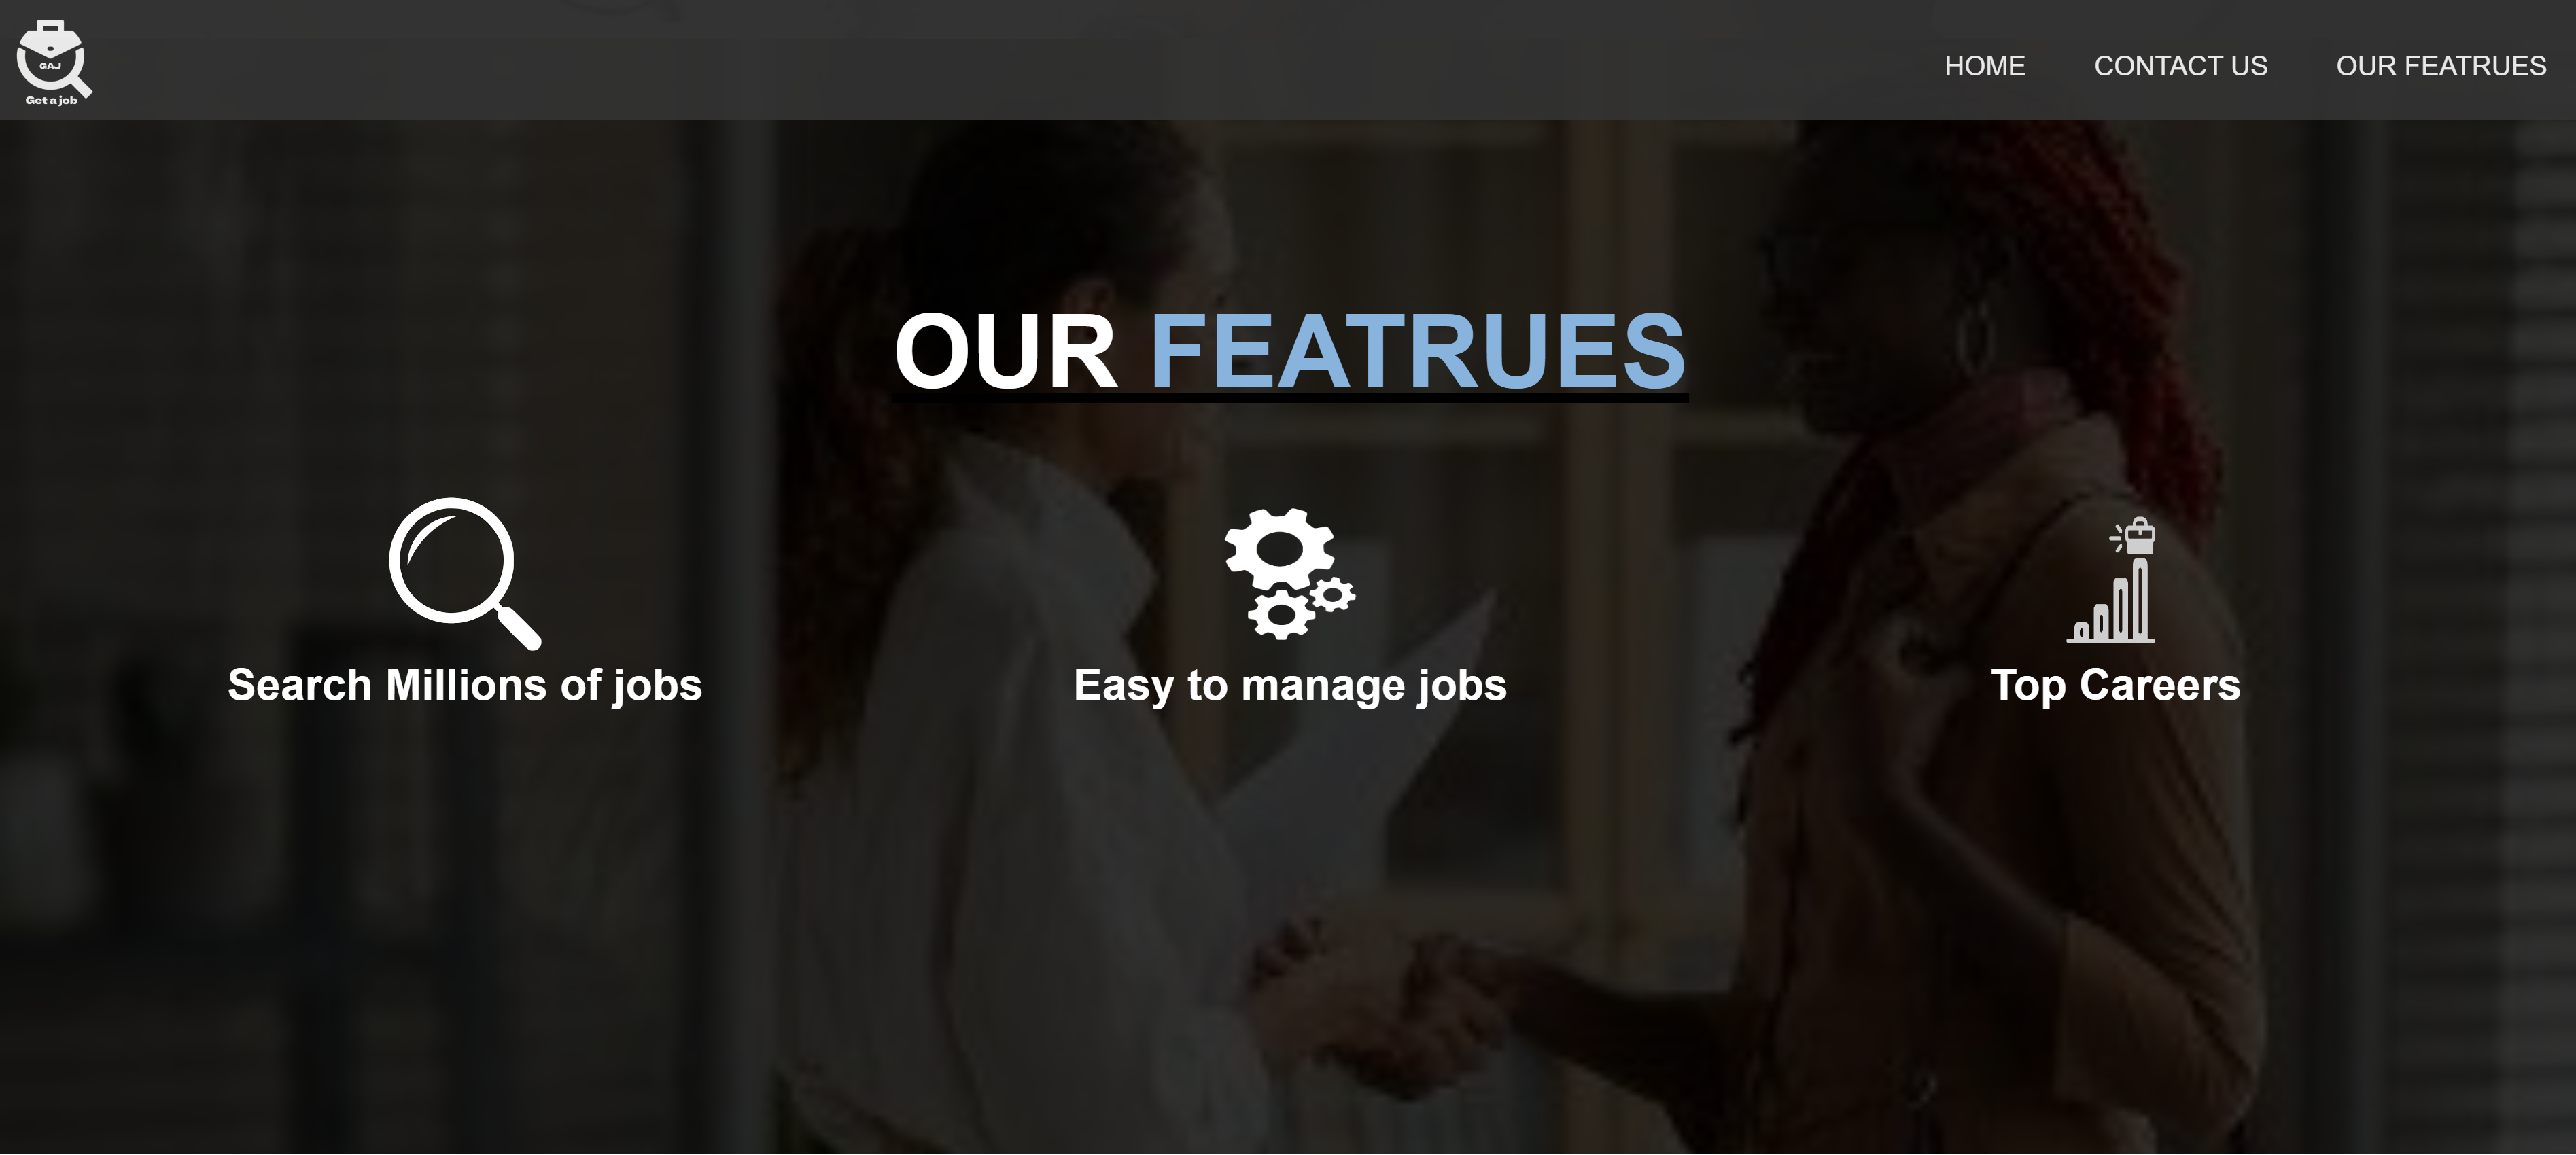 GAJ
Get a job
HOME CONTACT US OUR FEATRUES
OUR FEATRUES
Search Millions of jobs
Easy to manage jobs
Top Careers